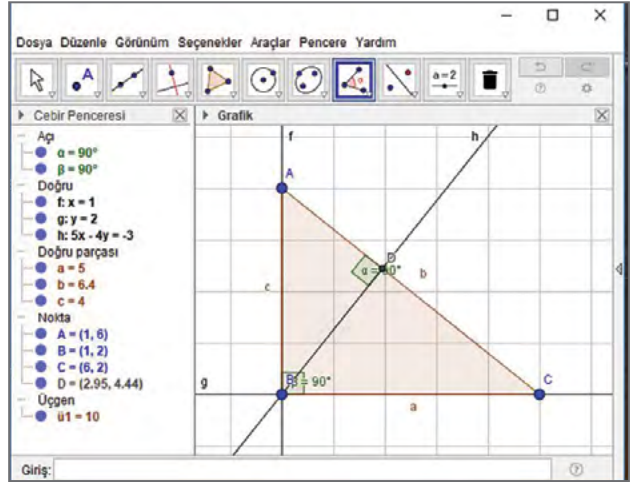 Dosya Düzenle Görünüm Seçenekler Araçlar Pencere Yardım
A
a=2
Cebir Penceresi
Grafik
Açı
α = 90°
β = 90°
Doğru
f: x = 1
g: y = 2
h: 5x - 4y = -3
Doğru parçası
a = 5
b = 6.4
c = 4
Nokta
A = (1, 6)
B = (1, 2)
C = (6, 2)
D = (2.95, 4.44)
Üçgen
ü1 = 10
f
h
A
D
α = 90°
b
c
g
B
β = 90°
C
a
Giriş: